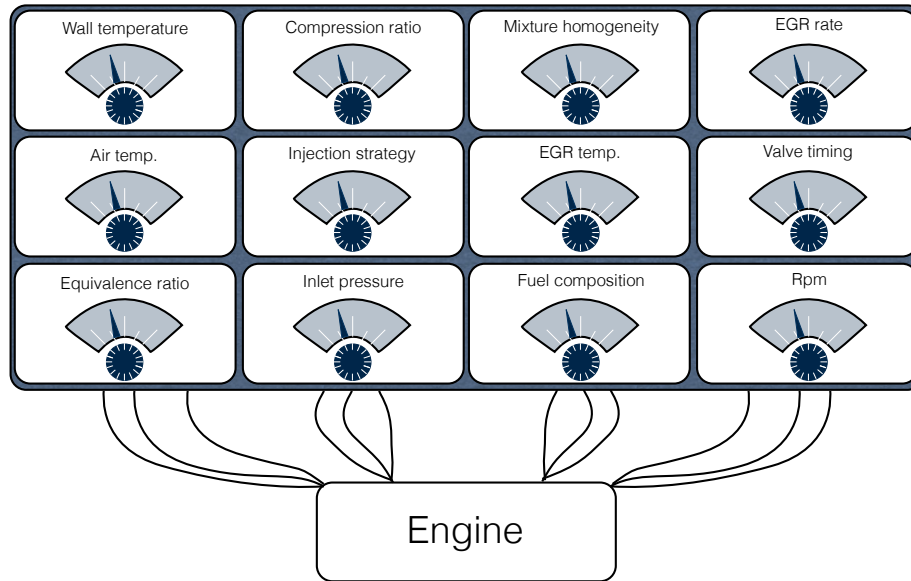 Wall temperature
Compression ratio
Mixture homogeneity
EGR rate
Air temp.
Injection strategy
EGR temp.
Valve timing
Equivalence ratio
Inlet pressure
Fuel composition
Rpm
Engine